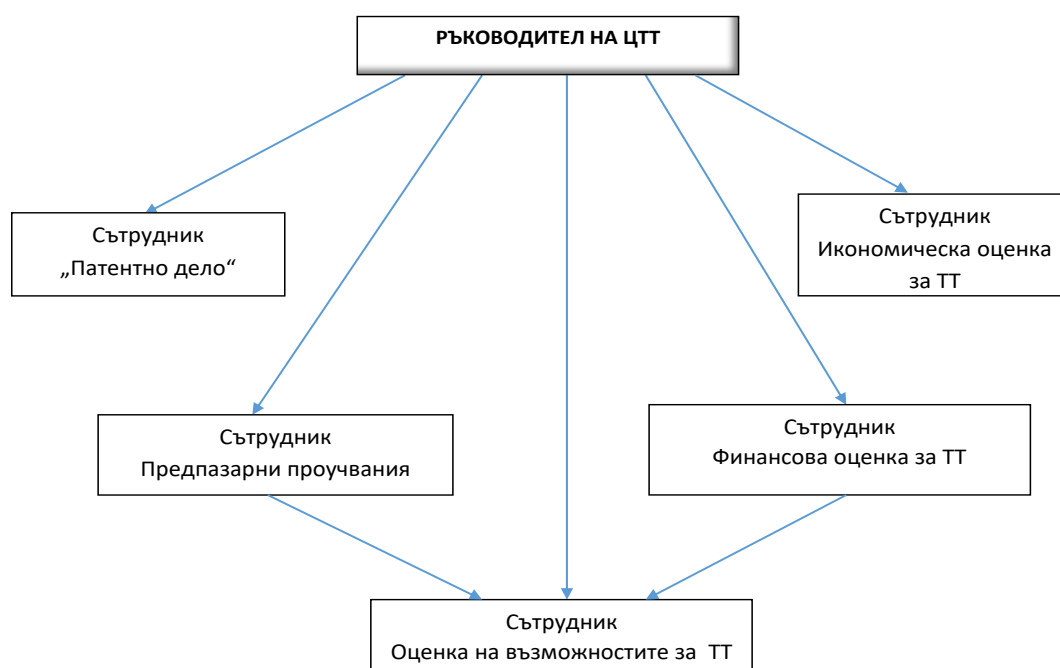 РЪКОВОДИТЕЛ НА ЦТТ
Сътрудник
„Патентно дело“
Сътрудник
Икономическа оценка
за ТТ
Сътрудник
Предпазарни проучвания
Сътрудник
Финансова оценка за ТТ
Сътрудник
Оценка на възможностите за ТТ